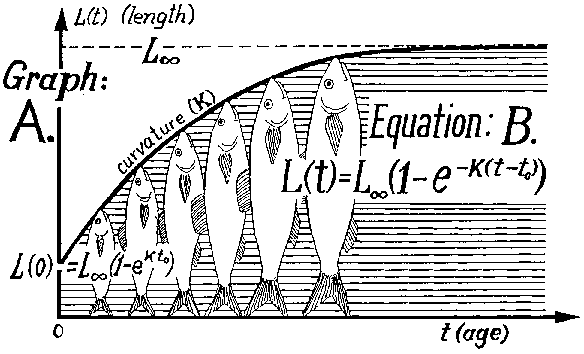 L(t) (length)
L∞
Graph:
A.
curvature (K)
Equation: B.
L(t)=L∞(1-e^-K(t-t₀))
L(0)=L∞(1-e^Kt₀)
0
t (age)